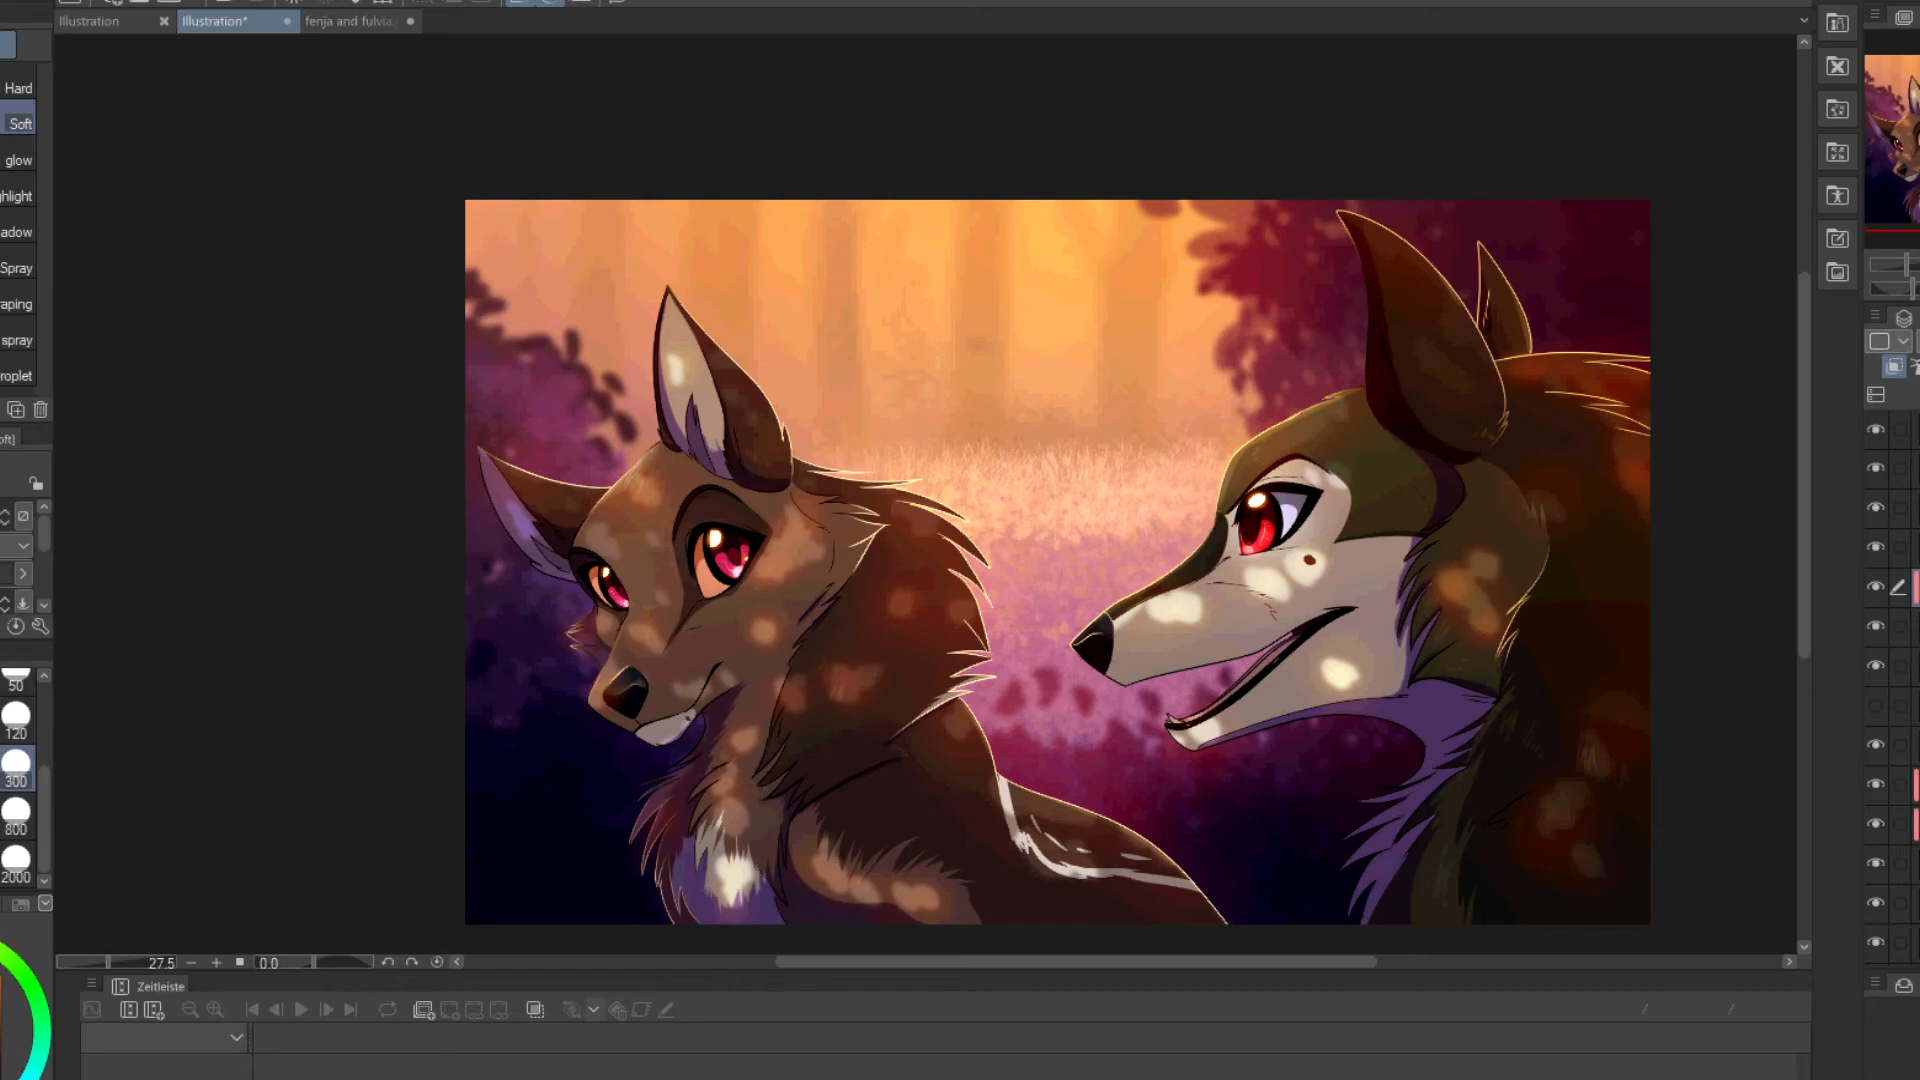 Illustration
Illustration*
fenja and fulvia
Hard
Soft
glow
hlight
adow
Spray
aping
spray
roplet
oft]
50
120
300
800
2000
27.5
0.0
Zeitleiste